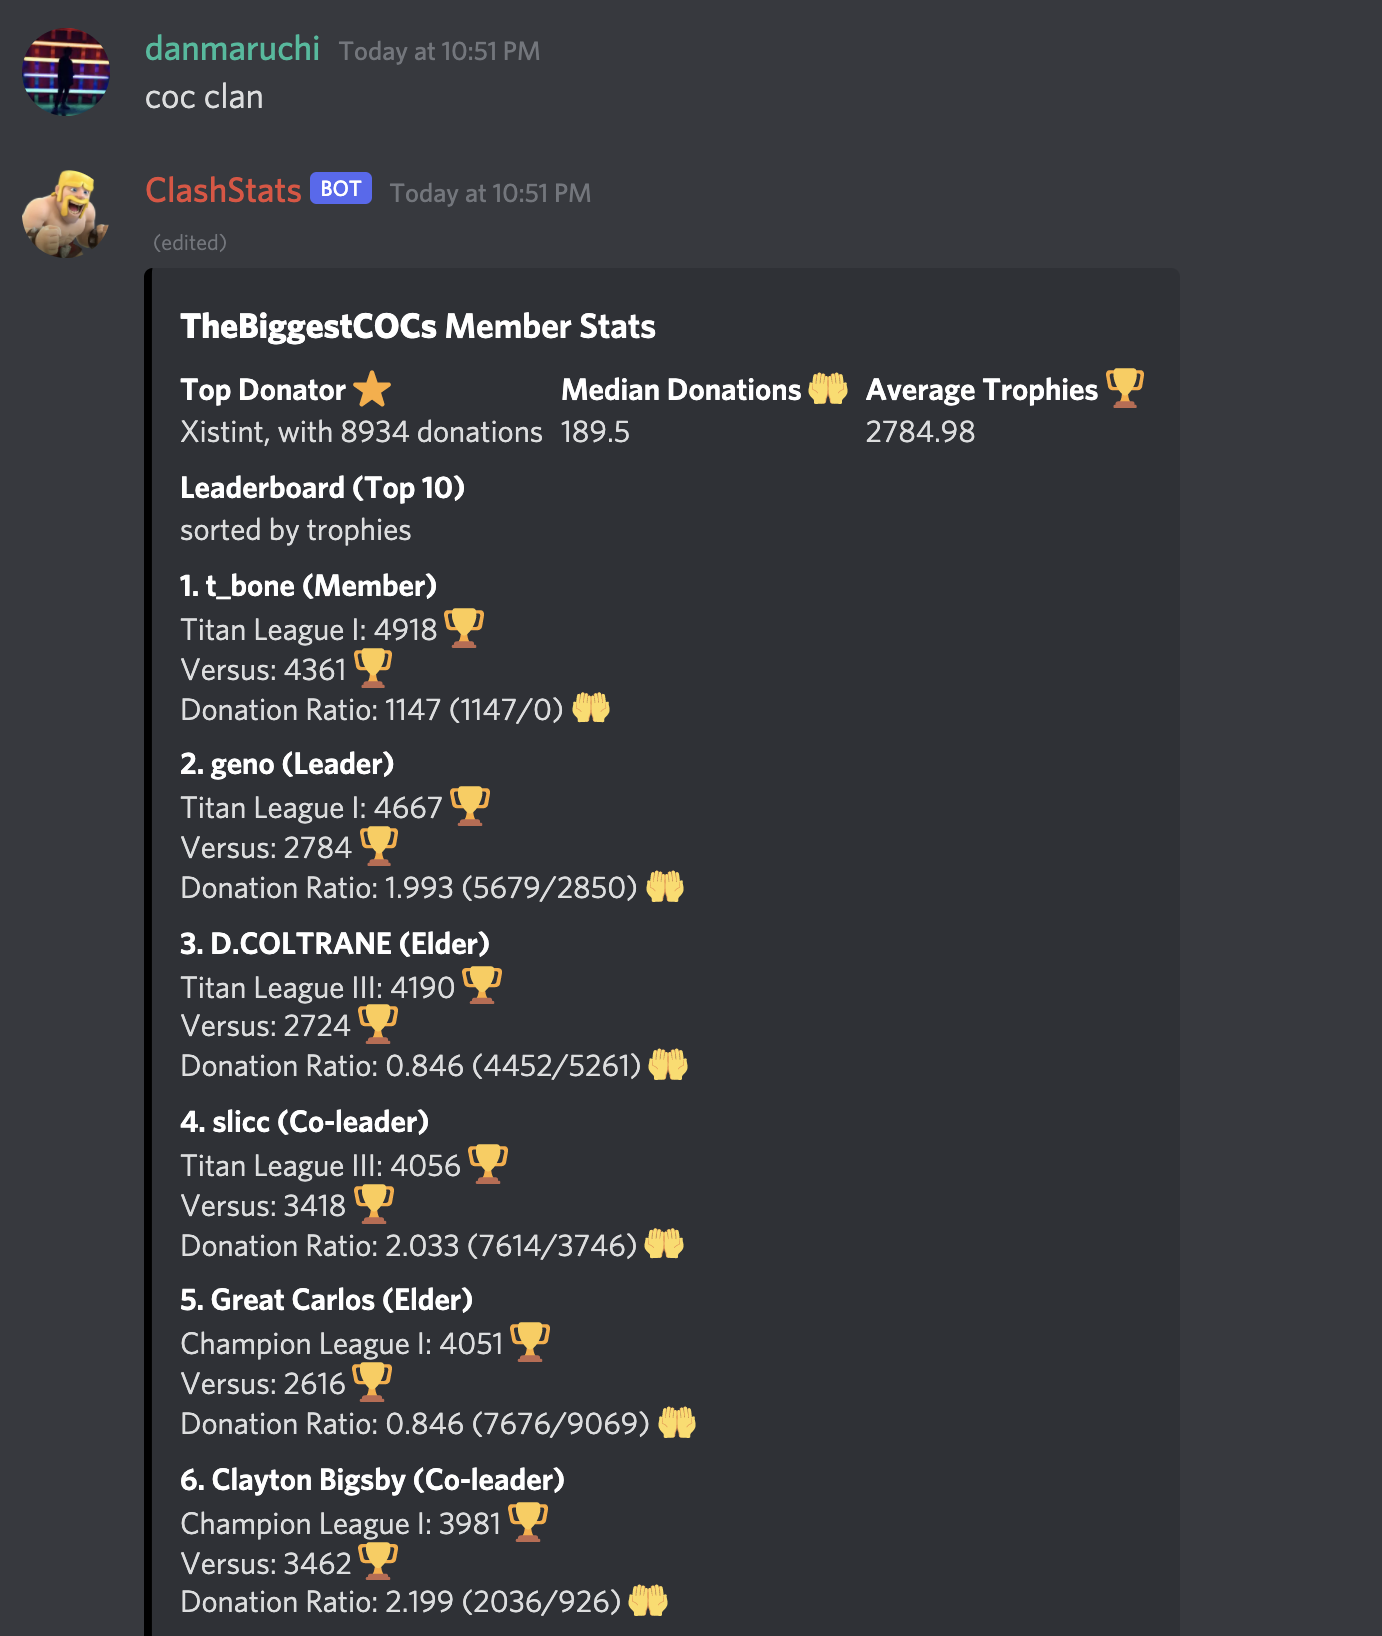 danmaruchi Today at 10:51 PM
coc clan
ClashStats BOT Today at 10:51 PM
(edited)
TheBiggestCOCs Member Stats
Top Donator Median Donations Average Trophies
Xistint, with 8934 donations 189.5 2784.98
Leaderboard (Top 10)
sorted by trophies
1. t_bone (Member)
Titan League I: 4918
Versus: 4361
Donation Ratio: 1147 (1147/0)
2. geno (Leader)
Titan League I: 4667
Versus: 2784
Donation Ratio: 1.993 (5679/2850)
3. D.COLTRANE (Elder)
Titan League III: 4190
Versus: 2724
Donation Ratio: 0.846 (4452/5261)
4. slicc (Co-leader)
Titan League III: 4056
Versus: 3418
Donation Ratio: 2.033 (7614/3746)
5. Great Carlos (Elder)
Champion League I: 4051
Versus: 2616
Donation Ratio: 0.846 (7676/9069)
6. Clayton Bigsby (Co-leader)
Champion League I: 3981
Versus: 3462
Donation Ratio: 2.199 (2036/926)